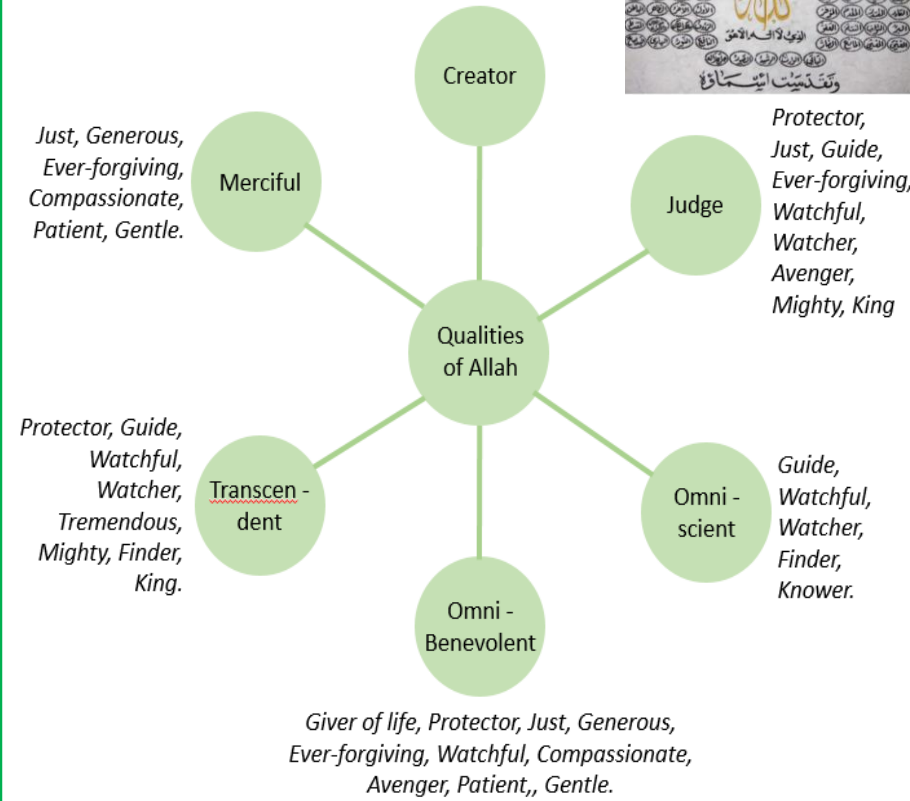 وتقدست اسماؤه
Creator
Just, Generous,
Ever-forgiving,
Compassionate,
Patient, Gentle.
Merciful
Judge
Protector,
Just, Guide,
Ever-forgiving,
Watchful,
Watcher,
Avenger,
Mighty, King
Qualities
of Allah
Protector, Guide,
Watchful,
Watcher,
Tremendous,
Mighty, Finder,
King.
Transcen -
dent
Omni -
scient
Guide,
Watchful,
Watcher,
Finder,
Knower.
Omni -
Benevolent
Giver of life, Protector, Just, Generous,
Ever-forgiving, Watchful, Compassionate,
Avenger, Patient,, Gentle.